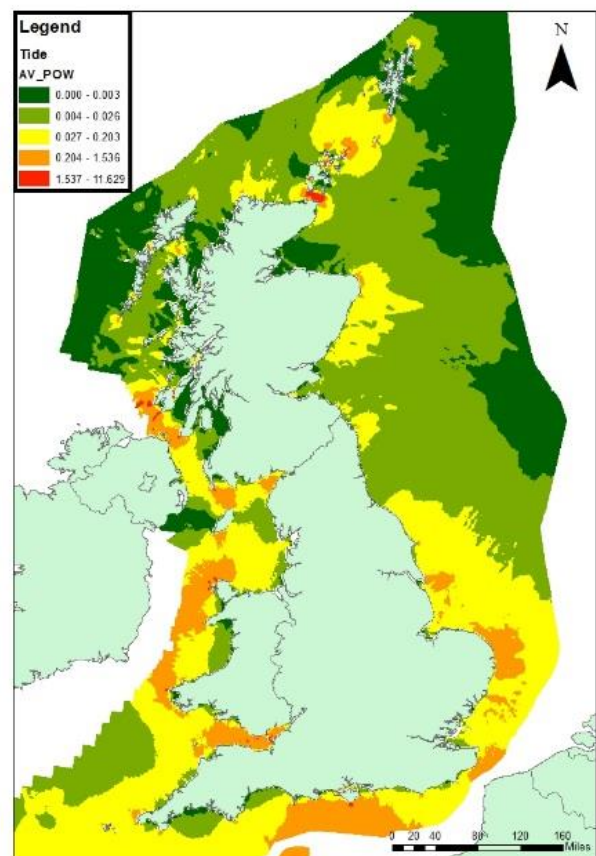 Legend
Tide
AV_POW
0.000 - 0.003
0.004 - 0.026
0.027 - 0.203
0.204 - 1.536
1.537 - 11.629
N
0 20 40 80 120 160
Miles